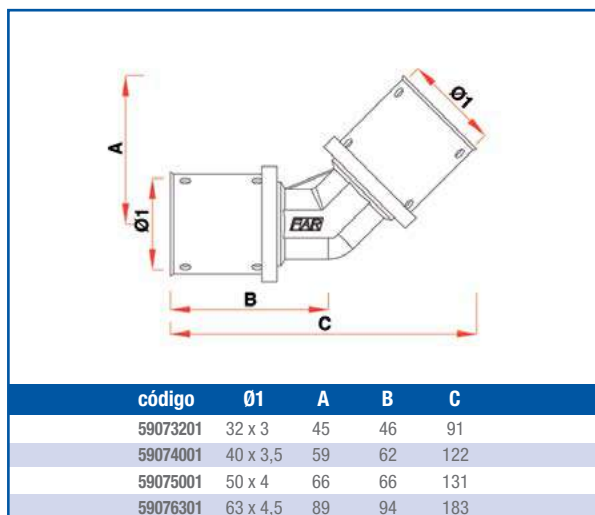 Ø1
A
Ø1
FAR
B
C
código Ø1 A B C
59073201 32 x 3 45 46 91
59074001 40 x 3,5 59 62 122
59075001 50 x 4 66 66 131
59076301 63 x 4,5 89 94 183